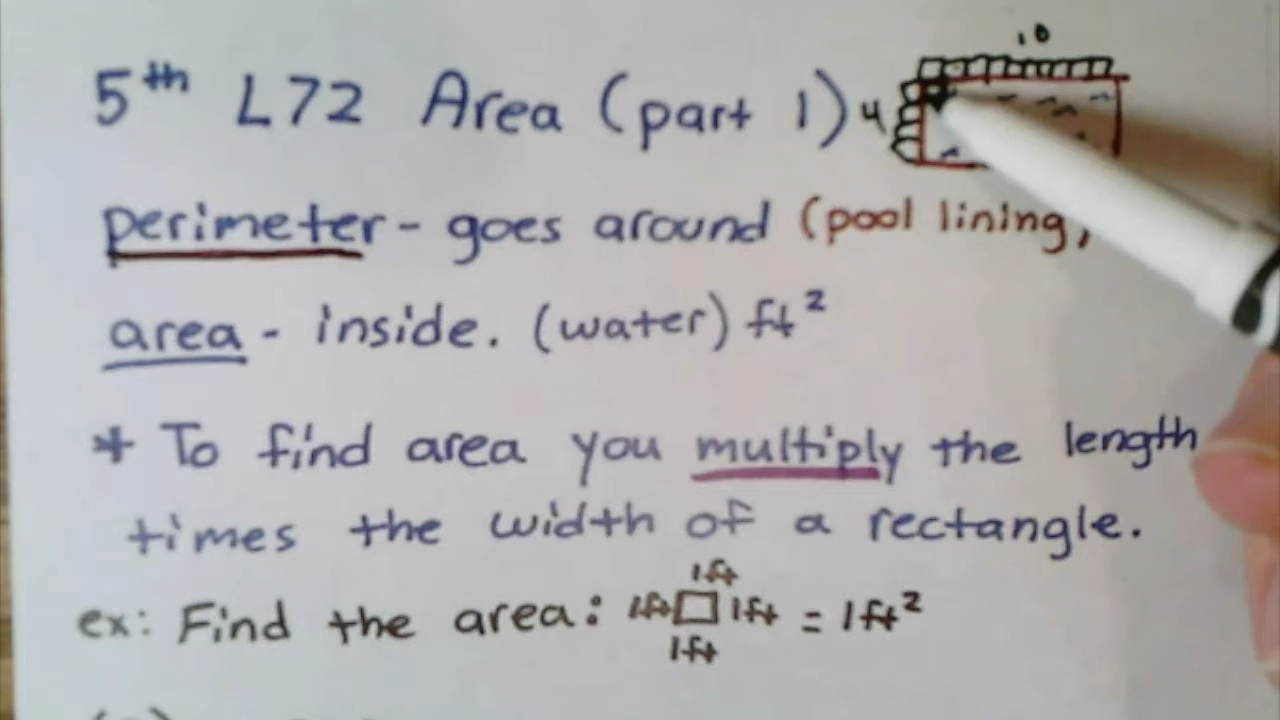 10
5th L72 Area (part 1) 4
perimeter - goes around (pool lining,
area - inside. (water) ft²
* To find area you multiply the length
times the width of a rectangle.
1ft
ex: Find the area: 1ft 1ft = 1ft²
1ft